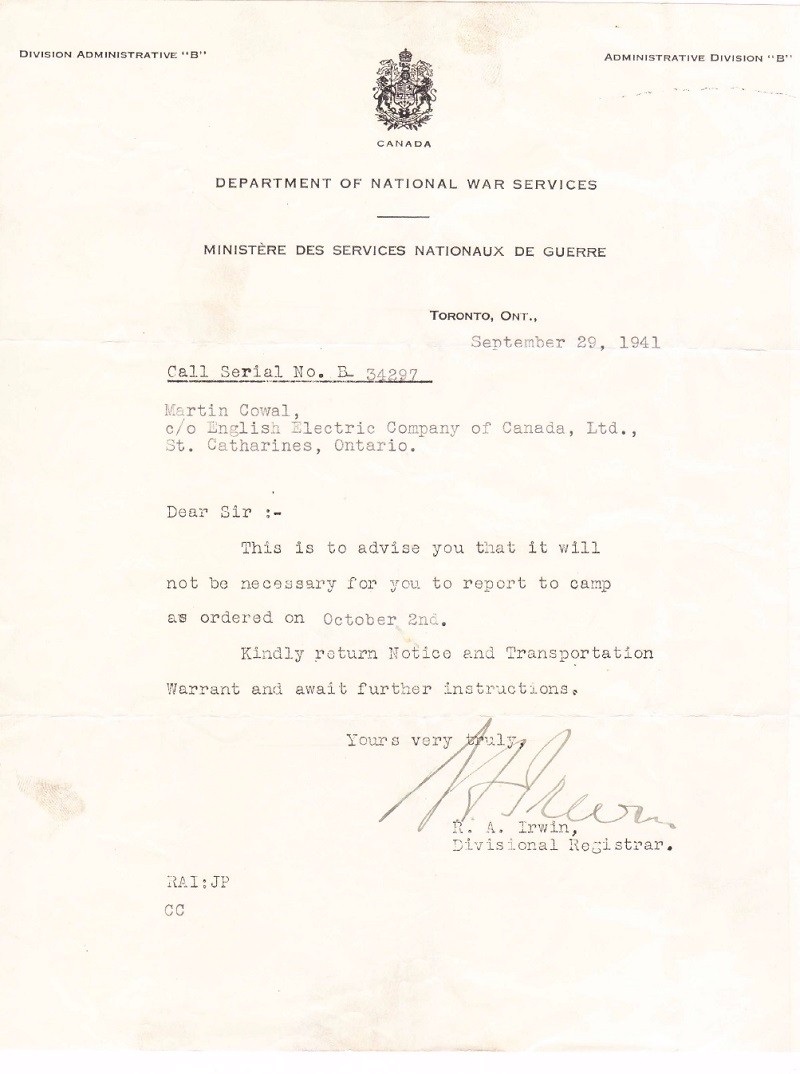 DIVISION ADMINISTRATIVE "B"
ADMINISTRATIVE DIVISION "B"
CANADA
DEPARTMENT OF NATIONAL WAR SERVICES
MINISTÈRE DES SERVICES NATIONAUX DE GUERRE
TORONTO, ONT.,
September 29, 1941
Call Serial No. B 34297
Martin Cowal,
c/o English Electric Company of Canada, Ltd.,
St. Catharines, Ontario.
Dear Sir :-
This is to advise you that it will
not be necessary for you to report to camp
as ordered on October 2nd.
Kindly return Notice and Transportation
Warrant and await further instructions.
Yours very truly,
R. A. Irwin,
Divisional Registrar.
RAI:JP
CC